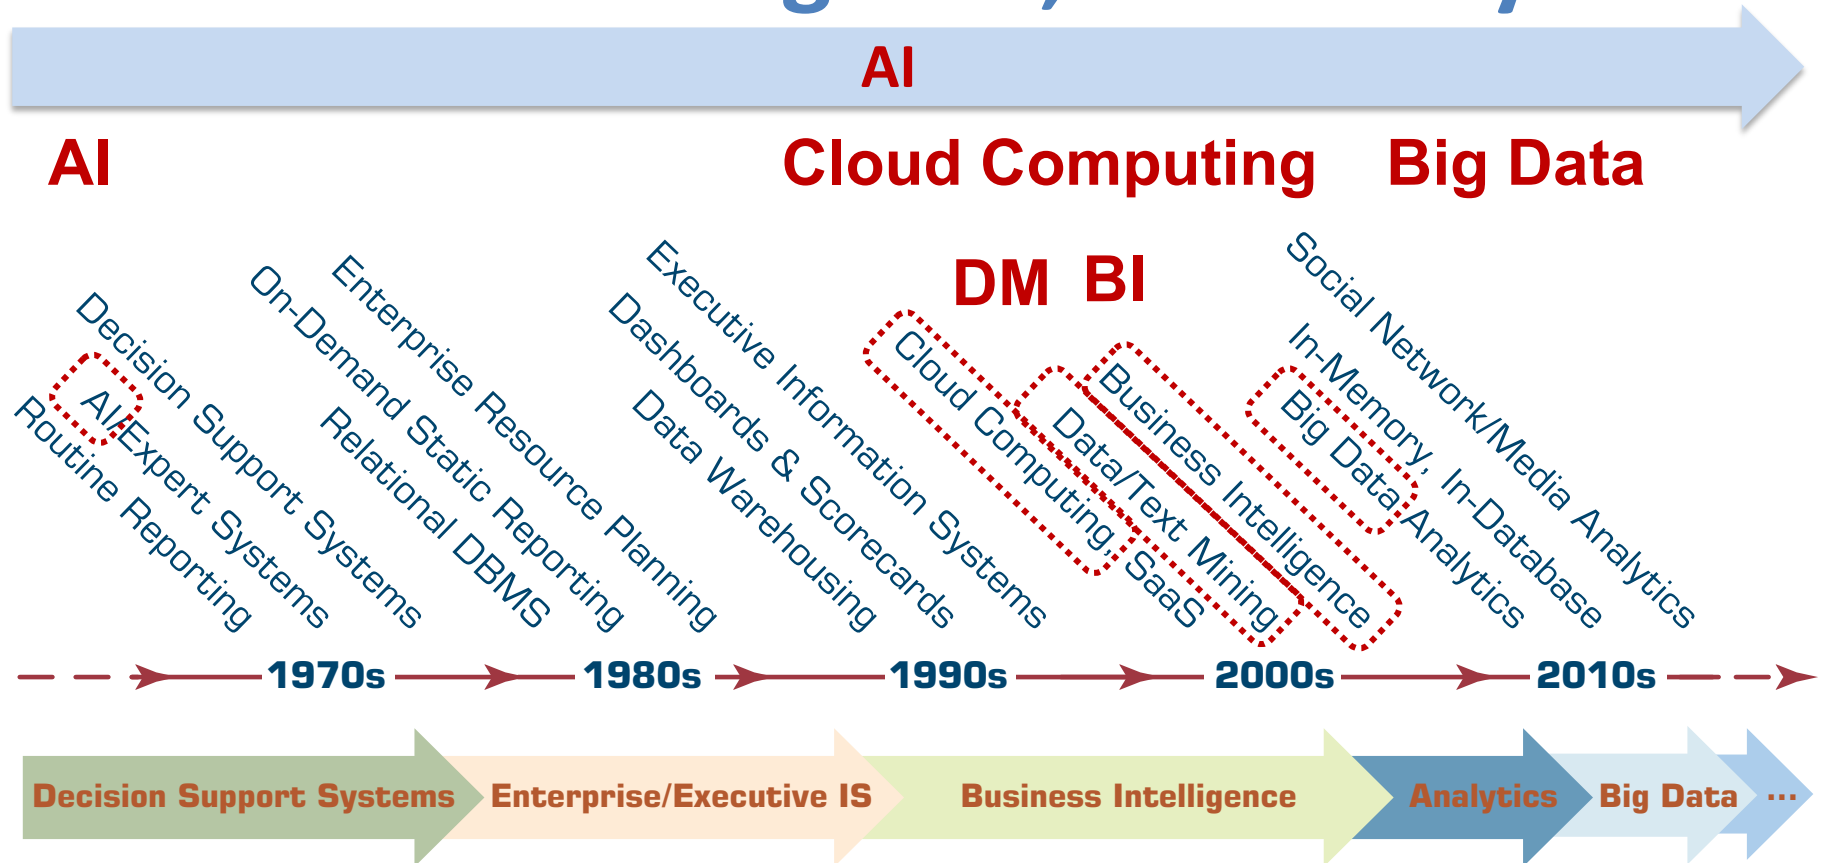 AI
AI
Cloud Computing
Big Data
DM
BI
Routine Reporting
AI/Expert Systems
Decision Support Systems
Relational DBMS
On-Demand Static Reporting
Enterprise Resource Planning
Data Warehousing
Dashboards & Scorecards
Executive Information Systems
Cloud Computing, SaaS
Data/Text Mining
Business Intelligence
Big Data Analytics
In-Memory, In-Database
Social Network/Media Analytics
1970s
1980s
1990s
2000s
2010s
Decision Support Systems
Enterprise/Executive IS
Business Intelligence
Analytics
Big Data
...